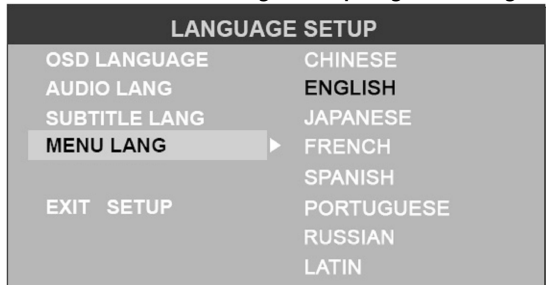 LANGUAGE SETUP
OSD LANGUAGE CHINESE
AUDIO LANG ENGLISH
SUBTITLE LANG JAPANESE
MENU LANG FRENCH
SPANISH
EXIT SETUP PORTUGUESE
RUSSIAN
LATIN